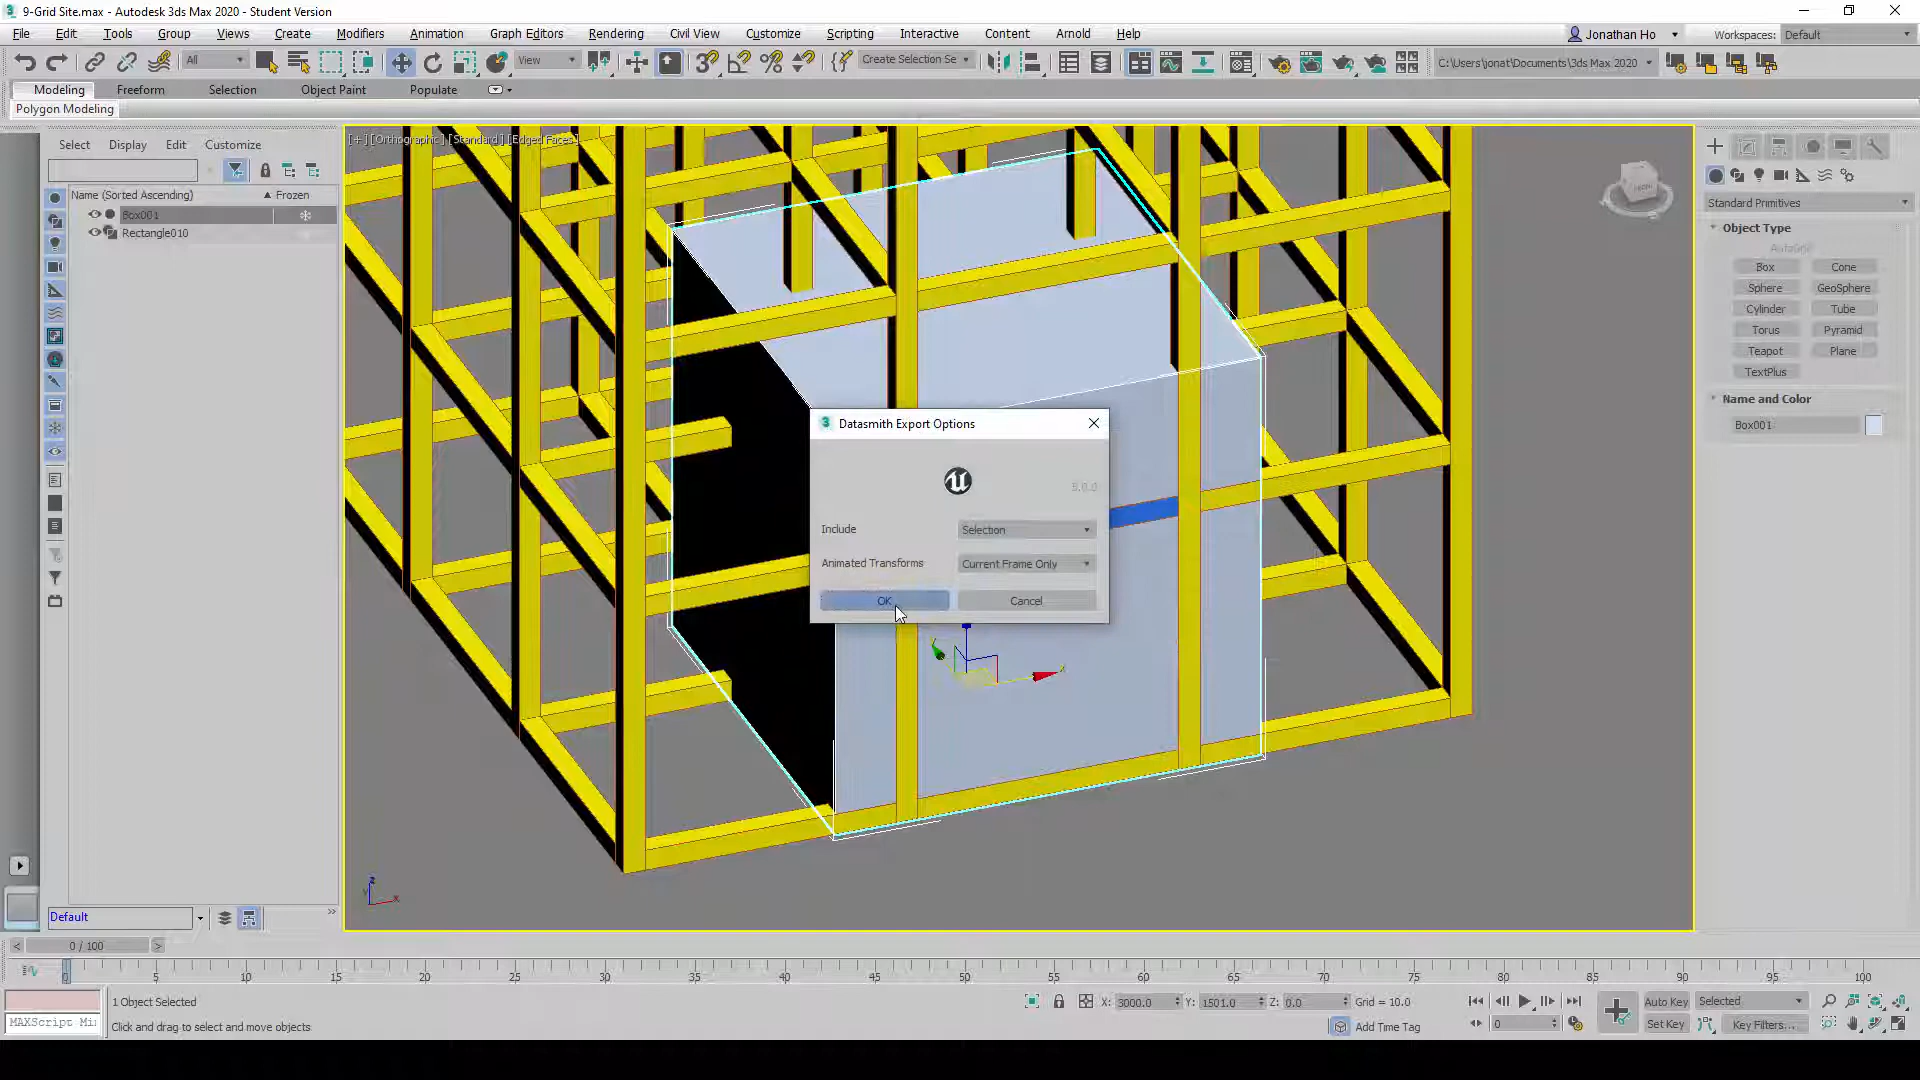 9-Grid Site.max - Autodesk 3ds Max 2020 - Student Version
File Edit Tools Group Views Create Modifiers Animation Graph Editors Rendering Civil View Customize Scripting Interactive Content Arnold Help
Jonathan Ho
Workspaces: Default
All
View
Create Selection Se
C:\Users\jonat\Documents\3ds Max 2020
Modeling Freeform Selection Object Paint Populate
Polygon Modeling
Select Display Edit Customize
Name (Sorted Ascending) Frozen
Box001
Rectangle010
[+] [Orthographic] [Standard] [Edged Faces]
Standard Primitives
Object Type
AutoGrid
Box Cone
Sphere GeoSphere
Cylinder Tube
Torus Pyramid
Teapot Plane
TextPlus
Name and Color
Box001
Datasmith Export Options
Include Selection
Animated Transforms Current Frame Only
OK Cancel
Default
0 / 100
0 5 10 15 20 25 30 35 40 45 50 55 60 65 70 75 80 85 90 95 100
1 Object Selected
X: 3000.0 Y: 1501.0 Z: 0.0 Grid = 10.0
Auto Key Selected
MAXScript Mi
Click and drag to select and move objects
Add Time Tag
0
Set Key Key Filters...